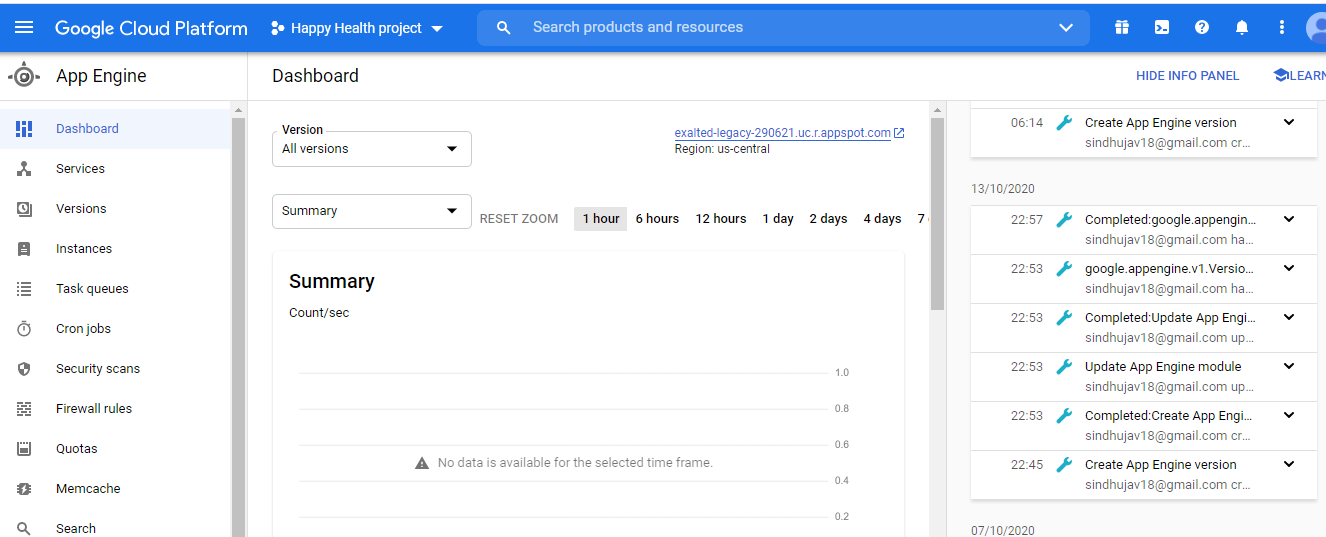 Google Cloud Platform
Happy Health project
Search products and resources
App Engine
Dashboard
HIDE INFO PANEL
LEARN
Dashboard
Services
Versions
Instances
Task queues
Cron jobs
Security scans
Firewall rules
Quotas
Memcache
Search
Version
All versions
exalted-legacy-290621.uc.r.appspot.com
Region: us-central
Summary
RESET ZOOM
1 hour 6 hours 12 hours 1 day 2 days 4 days 7
Summary
Count/sec
1.0
0.8
0.6
No data is available for the selected time frame.
0.4
0.2
06:14 Create App Engine version
sindhujav18@gmail.com cr...
13/10/2020
22:57 Completed:google.appengin...
sindhujav18@gmail.com ha...
22:53 google.appengine.v1.Versio...
sindhujav18@gmail.com ha...
22:53 Completed:Update App Engi...
sindhujav18@gmail.com up...
22:53 Update App Engine module
sindhujav18@gmail.com up...
22:53 Completed:Create App Engi...
sindhujav18@gmail.com cr...
22:45 Create App Engine version
sindhujav18@gmail.com cr...
07/10/2020